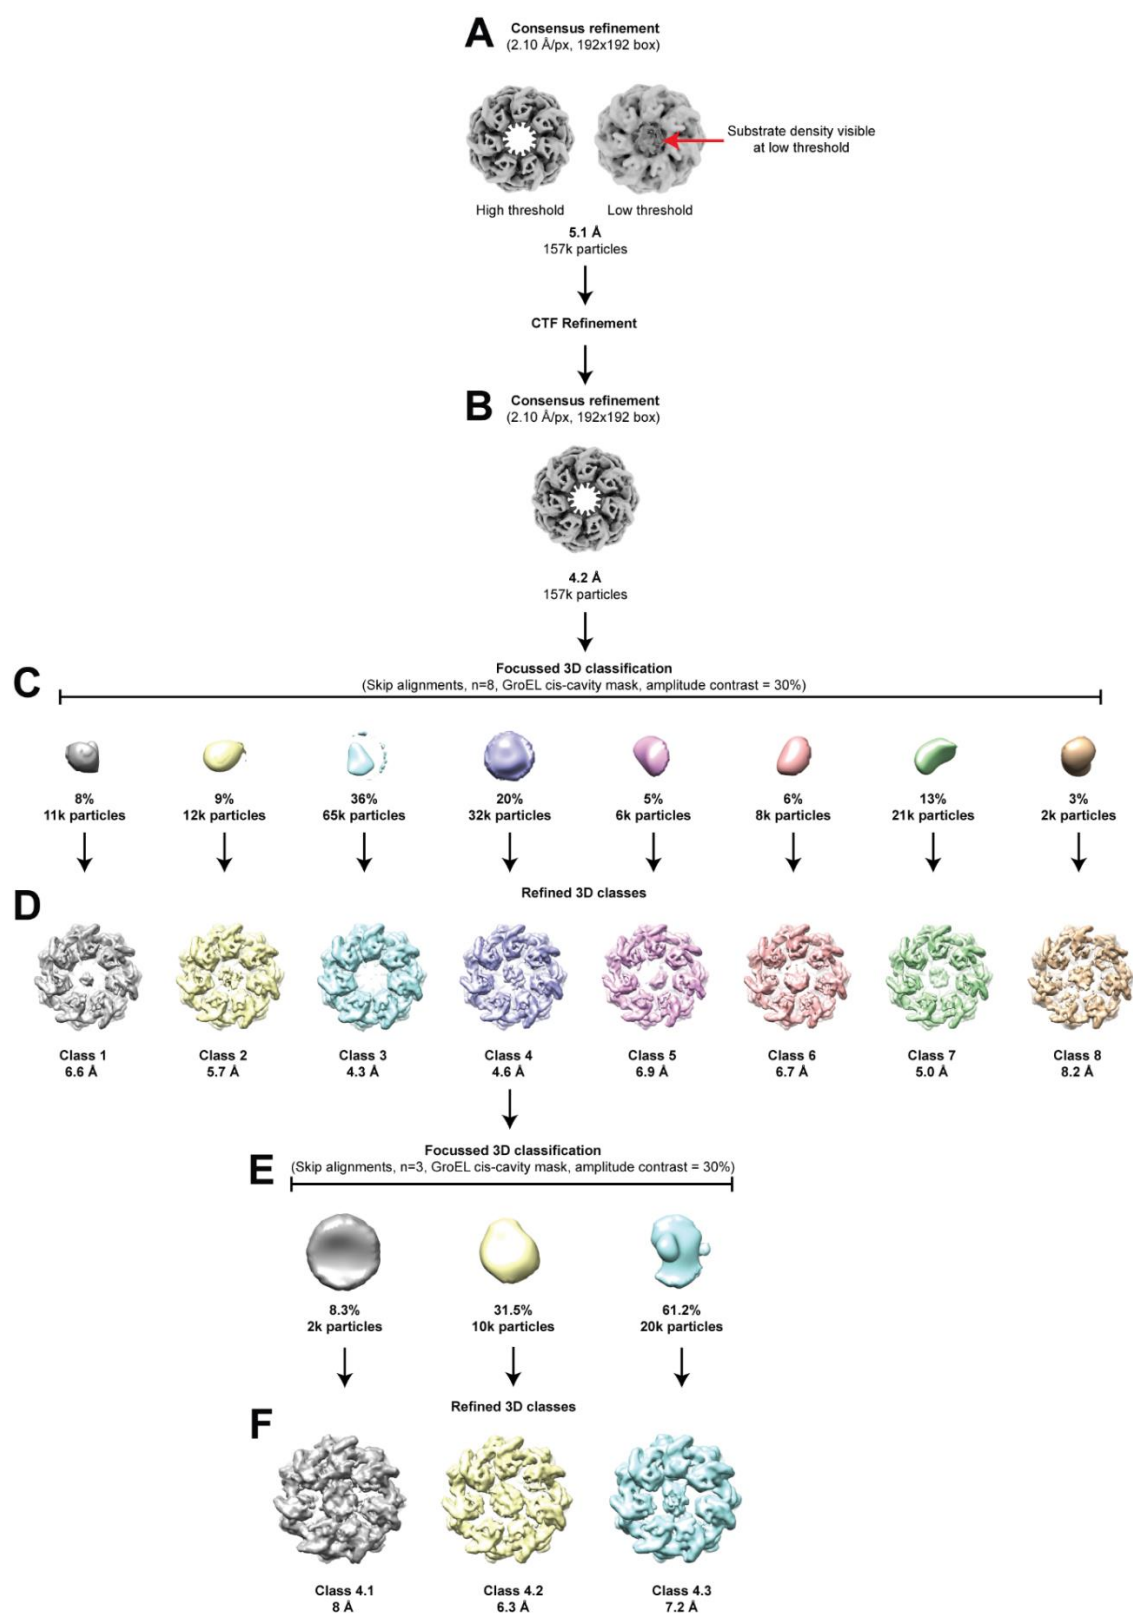 A
Consensus refinement
(2.10 Å/px, 192x192 box)
Substrate density visible
at low threshold
High threshold
Low threshold
5.1 Å
157k particles
CTF Refinement
B
Consensus refinement
(2.10 Å/px, 192x192 box)
4.2 Å
157k particles
C
Focussed 3D classification
(Skip alignments, n=8, GroEL cis-cavity mask, amplitude contrast = 30%)
8% 9% 36% 20% 5% 6% 13% 3%
11k particles 12k particles 65k particles 32k particles 6k particles 8k particles 21k particles 2k particles
D
Refined 3D classes
Class 1 Class 2 Class 3 Class 4 Class 5 Class 6 Class 7 Class 8
6.6 Å 5.7 Å 4.3 Å 4.6 Å 6.9 Å 6.7 Å 5.0 Å 8.2 Å
E
Focussed 3D classification
(Skip alignments, n=3, GroEL cis-cavity mask, amplitude contrast = 30%)
8.3% 31.5% 61.2%
2k particles 10k particles 20k particles
F
Refined 3D classes
Class 4.1 Class 4.2 Class 4.3
8 Å 6.3 Å 7.2 Å